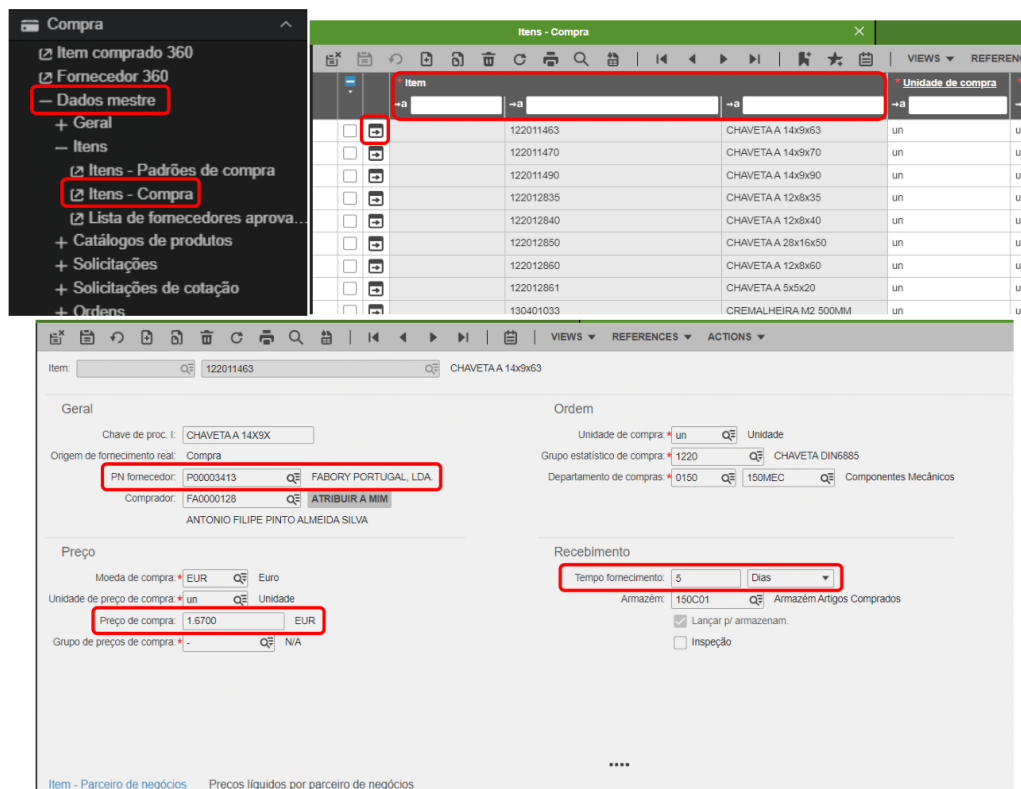 Compra
Item comprado 360
Fornecedor 360
Dados mestre
Geral
Itens
Itens - Padrões de compra
Itens - Compra
Lista de fornecedores aprova...
Catálogos de produtos
Solicitações
Solicitações de cotação
Ordens
Itens - Compra
VIEWS
REFEREN
* Item
* Unidade de compra
122011463 CHAVETA A 14x9x63 un
122011470 CHAVETA A 14x9x70 un
122011490 CHAVETA A 14x9x90 un
122012835 CHAVETA A 12x8x35 un
122012840 CHAVETA A 12x8x40 un
122012850 CHAVETA A 28x16x50 un
122012860 CHAVETA A 12x8x60 un
122012861 CHAVETA A 5x5x20 un
130401033 CREMALHEIRA M2 500MM un
VIEWS REFERENCES ACTIONS
Item: 122011463 CHAVETA A 14x9x63
Geral
Chave de proc. I: CHAVETA A 14X9X
Origem de fornecimento real: Compra
PN fornecedor: P00003413 FABORY PORTUGAL, LDA.
Comprador: FA0000128 ATRIBUIR A MIM
ANTONIO FILIPE PINTO ALMEIDA SILVA
Ordem
Unidade de compra: * un Unidade
Grupo estatístico de compra: * 1220 CHAVETA DIN6885
Departamento de compras: * 0150 150MEC Componentes Mecânicos
Preço
Moeda de compra: * EUR Euro
Unidade de preço de compra: * un Unidade
Preço de compra: 1.6700 EUR
Grupo de preços de compra: * - N/A
Recebimento
Tempo fornecimento: 5 Dias
Armazém: 150C01 Armazém Artigos Comprados
Lançar p/ armazenam.
Inspeção
Item - Parceiro de negócios Preços líquidos por parceiro de negócios